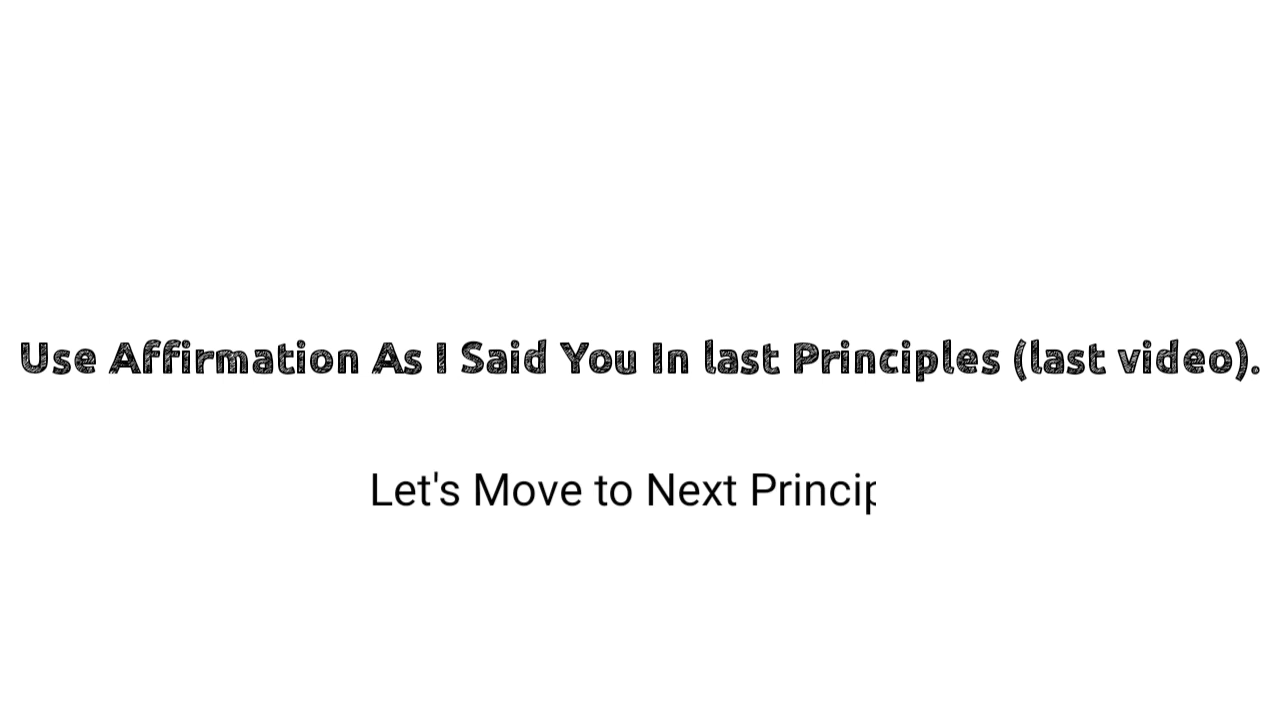 Use Affirmation As I Said You In last Principles (last video).
Let's Move to Next Princip